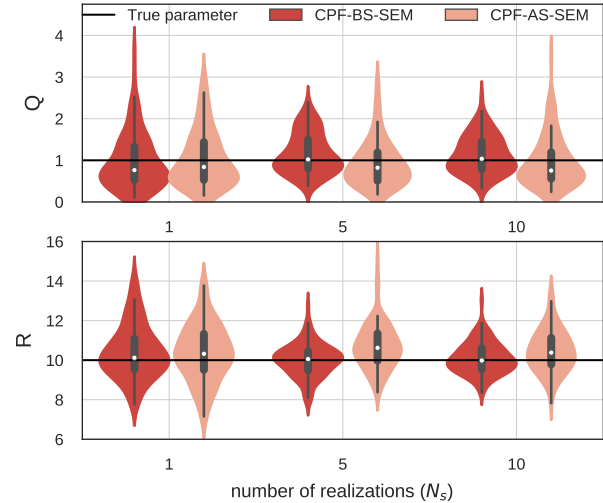 True parameter CPF-BS-SEM CPF-AS-SEM
4
3
2
1
0
Q
1 5 10
16
14
12
10
8
6
R
1 5 10
number of realizations (Nₛ)